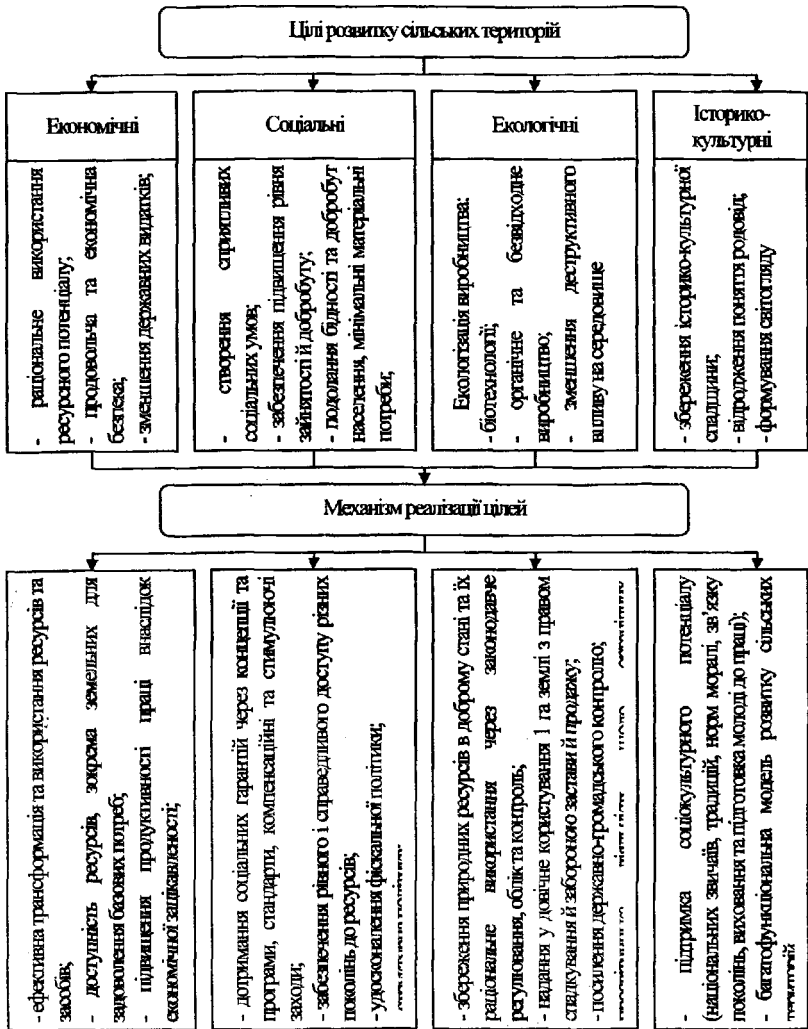 Цілі розвитку сільських територій
Економічні
- раціональне використання
ресурсного потенціалу;
- продовольча та економічна
безпека;
- зменшення державних видатків;
Соціальні
- створення сприятливих
соціальних умов;
- забезпечення підвищення рівня
зайнятості й добробуту;
- подолання бідності та добробут
населення, мінімальні матеріальні
потреби;
Екологічні
Екологізація виробництва:
- біотехнології;
- органічне та безвідходне
виробництво;
- зменшення деструктивного
впливу на середовище
Історико-
культурні
- збереження історико-культурної
спадщини;
- відродження поняття родовід;
- формування світогляду
Механізм реалізації цілей
- ефективна трансформація та використання ресурсів та
засобів;
- доступність ресурсів, зокрема земельних для
задоволення базових потреб;
- підвищення продуктивності праці внаслідок
економічної зацікавленості;
- дотримання соціальних гарантій через концепції та
програми, стандарти, компенсаційні та стимулюючі
заходи;
- забезпечення рівного і справедливого доступу різних
поколінь до ресурсів;
- удосконалення фіскальної політики;
- збереження природних ресурсів в доброму стані та їх
раціональне використання через законодавче
регулювання, облік та контроль;
- надання у довічне користування 1 га землі з правом
спадкування й забороною застави й продажу;
- посилення державно-громадського контролю;
- підтримка соціокультурного потенціалу
(національних звичаїв, традицій, норм моралі, зв'язку
поколінь, виховання та підготовка молоді до праці);
- багатофункціональна модель розвитку сільських
територій